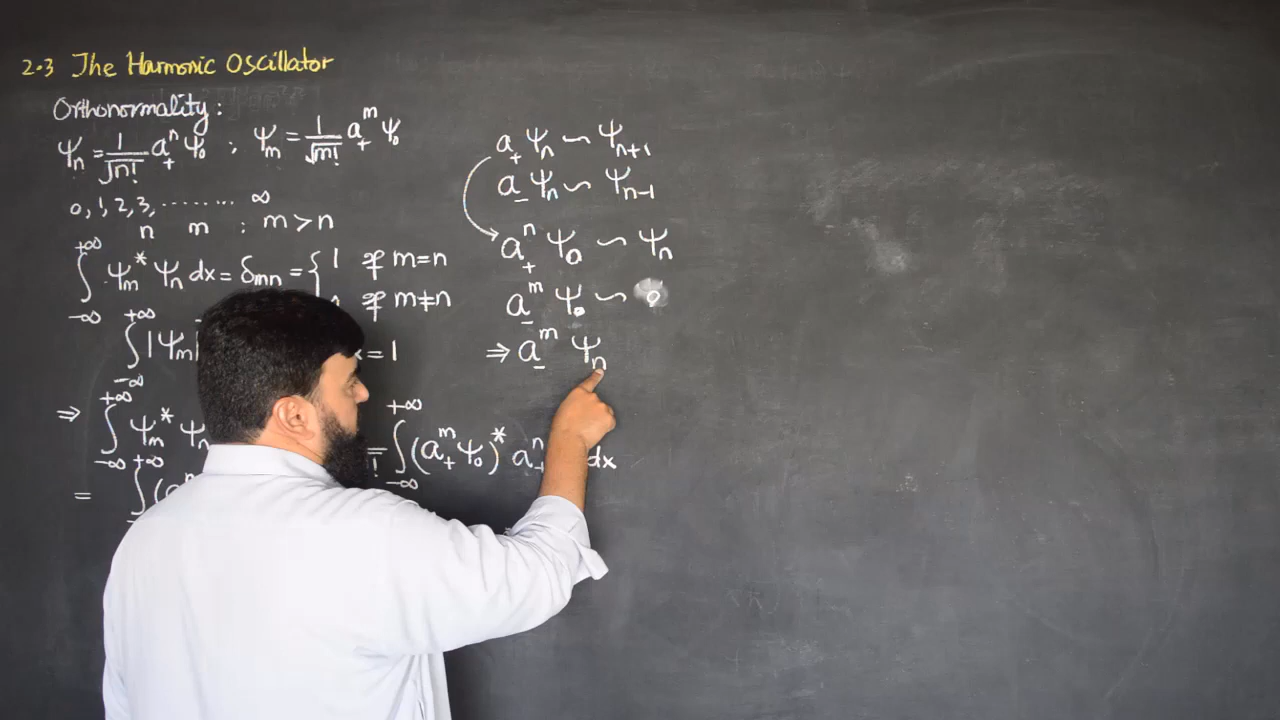 2.3 The Harmonic Oscillator
Orthonormality:
Ψn = 1/√n! a₊ⁿ Ψ₀ ; Ψm = 1/√m! a₊ᵐ Ψ₀
0, 1, 2, 3, ........ ∞
n m : m > n
∫₋∞⁺∞ Ψm* Ψn dx = δmn = { 1 if m=n
if m≠n
∫₋∞⁺∞ |Ψm| x = 1
⇒ ∫₋∞⁺∞ Ψm* Ψn ! ∫₋∞⁺∞ (a₊ᵐ Ψ₀)* a₊ⁿ dx
= ∫⁺∞ (a
a₊ Ψn ∽ Ψn+1
a₋ Ψn ∽ Ψn-1
a₊ⁿ Ψ₀ ∽ Ψn
a₋ᵐ Ψ₀ ∽ 0
⇒ a₋ᵐ Ψn